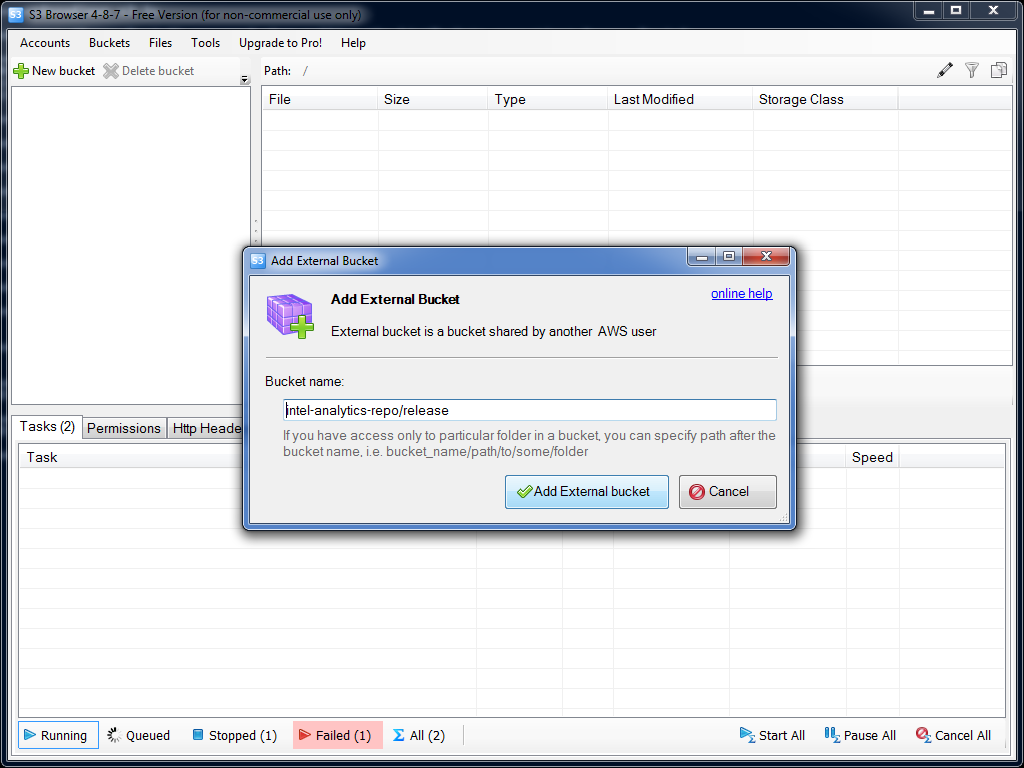 S3 S3 Browser 4-8-7 - Free Version (for non-commercial use only)
Accounts Buckets Files Tools Upgrade to Pro! Help
New bucket Delete bucket Path: /
File Size Type Last Modified Storage Class
S3 Add External Bucket
Add External Bucket online help
External bucket is a bucket shared by another AWS user
Bucket name:
intel-analytics-repo/release
If you have access only to particular folder in a bucket, you can specify path after the
bucket name, i.e. bucket_name/path/to/some/folder
Add External bucket Cancel
Tasks (2) Permissions Http Heade
Task Speed
Running Queued Stopped (1) Failed (1) All (2) Start All Pause All Cancel All